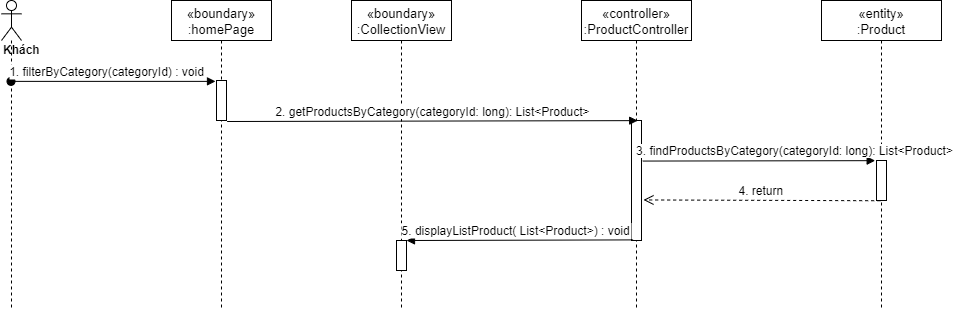 «boundary»
:homePage
«boundary»
:CollectionView
«controller»
:ProductController
«entity»
:Product
Khách
1. filterByCategory(categoryId) : void
2. getProductsByCategory(categoryId: long): List<Product>
3. findProductsByCategory(categoryId: long): List<Product>
4. return
5. displayListProduct( List<Product>) : void